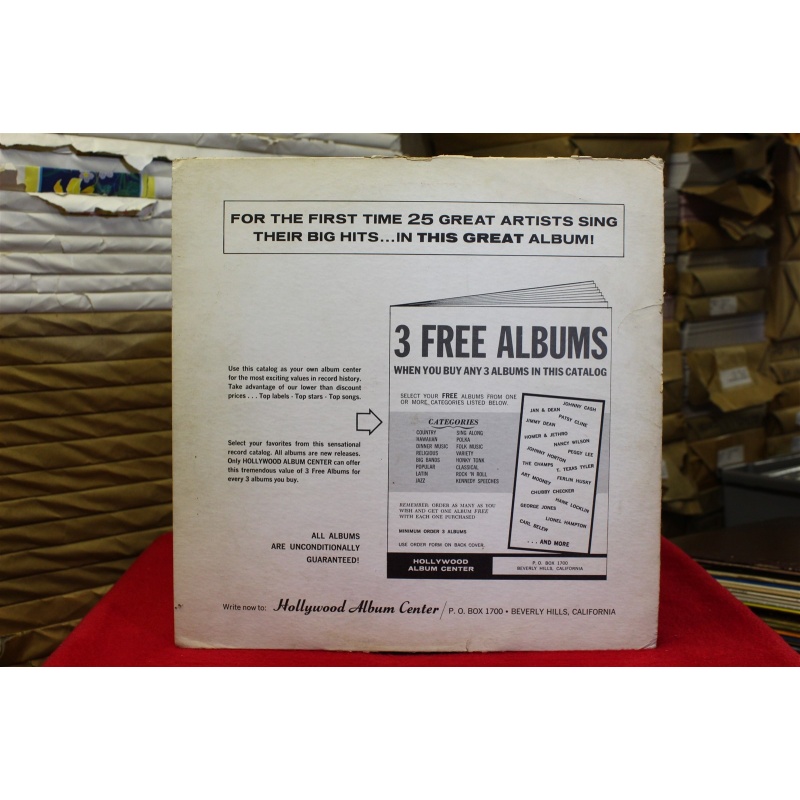 FOR THE FIRST TIME 25 GREAT ARTISTS SING
THEIR BIG HITS...IN THIS GREAT ALBUM!
Use this catalog as your own album center
for the most exciting values in record history.
Take advantage of our lower than discount
prices . . . Top labels - Top stars - Top songs.
Select your favorites from this sensational
record catalog. All albums are new releases.
Only HOLLYWOOD ALBUM CENTER can offer
this tremendous value of 3 Free Albums for
every 3 albums you buy.
ALL ALBUMS
ARE UNCONDITIONALLY
GUARANTEED!
3 FREE ALBUMS
WHEN YOU BUY ANY 3 ALBUMS IN THIS CATALOG
SELECT YOUR FREE ALBUMS FROM ONE
OR MORE CATEGORIES LISTED BELOW.
CATEGORIES
COUNTRY SING ALONG
HAWAIIAN POLKA
DINNER MUSIC FOLK MUSIC
RELIGIOUS VARIETY
BIG BANDS HONKY TONK
POPULAR CLASSICAL
LATIN ROCK 'N ROLL
JAZZ KENNEDY SPEECHES
REMEMBER: ORDER AS MANY AS YOU
WISH AND GET ONE ALBUM FREE
WITH EACH ONE PURCHASED
MINIMUM ORDER 3 ALBUMS
USE ORDER FORM OR BACK COVER
JOHNNY CASH
JAN & DEAN
PATSY CLINE
JIMMY DEAN
NANCY WILSON
HOMER & JETHRO
PEGGY LEE
JOHNNY HORTON
T. TEXAS TYLER
THE CHAMPS
FERLIN HUSKY
ART MOONEY
CHUBBY CHECKER
HANK LOCKLIN
GEORGE JONES
LIONEL HAMPTON
CARL BELEW
. . . AND MORE
HOLLYWOOD
ALBUM CENTER
P. O. BOX 1700
BEVERLY HILLS, CALIFORNIA
Write now to: Hollywood Album Center / P. O. BOX 1700 • BEVERLY HILLS, CALIFORNIA